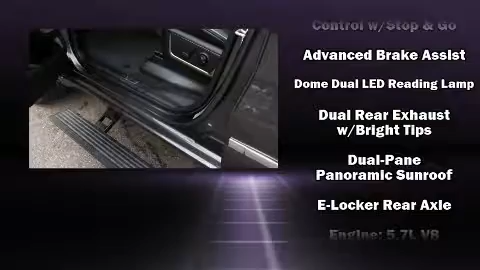 Control w/Stop & Go
Advanced Brake Assist
Dome Dual LED Reading Lamp
Dual Rear Exhaust
w/Bright Tips
Dual-Pane
Panoramic Sunroof
E-Locker Rear Axle
Engine: 5.7L V8